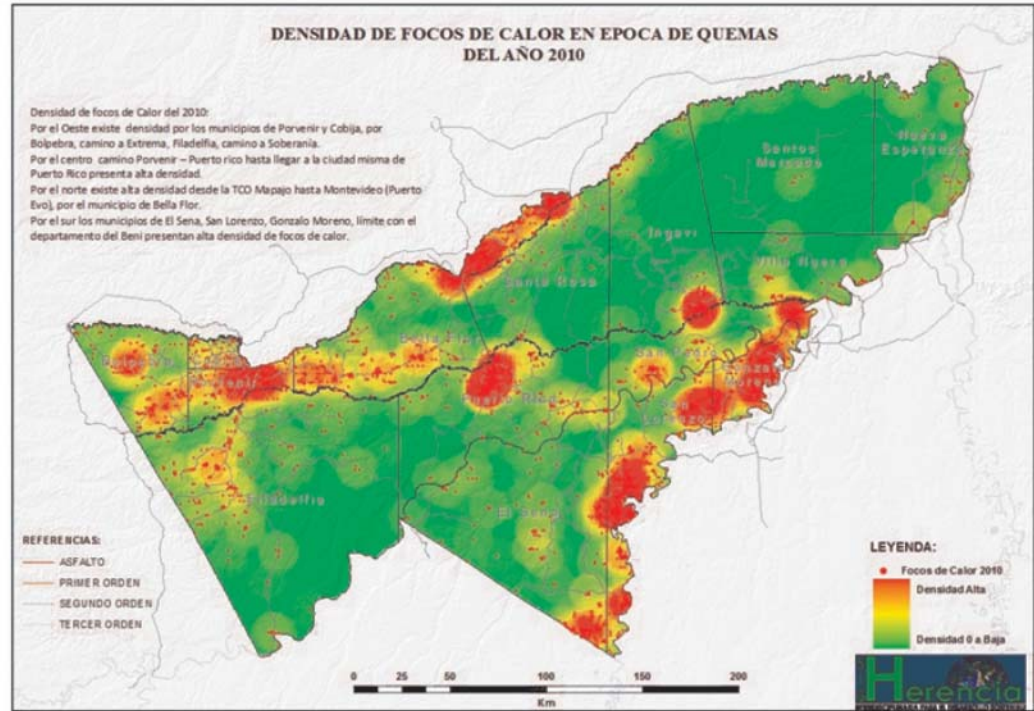 DENSIDAD DE FOCOS DE CALOR EN EPOCA DE QUEMAS
DEL AÑO 2010
Densidad de focos de Calor del 2010:
Por el Oeste existe densidad por los municipios de Porvenir y Cobija, por
Bolpebra, camino a Extrema, Filadelfia, camino a Soberanía.
Por el centro camino Porvenir – Puerto rico hasta llegar a la ciudad misma de
Puerto Rico presenta alta densidad.
Por el norte existe alta densidad desde la TCO Mapajo hasta Montevideo (Puerto
Evo), por el municipio de Bella Flor.
Por el sur los municipios de El Sena, San Lorenzo, Gonzalo Moreno, límite con el
departamento del Beni presentan alta densidad de focos de calor.
Nueva
Esperanza
Santos
Mercado
Ingavi
Villa Nueva
Santa Rosa
Bella Flor
Bolpebra
Porvenir
San Pedro
Gonzalo
Moreno
Puerto Rico
San
Lorenzo
Filadelfia
El Sena
REFERENCIAS:
ASFALTO
PRIMER ORDEN
SEGUNDO ORDEN
TERCER ORDEN
LEYENDA:
Focos de Calor 2010
Densidad Alta
Densidad 0 a Baja
0 25 50 100 150 200
Km
Herencia